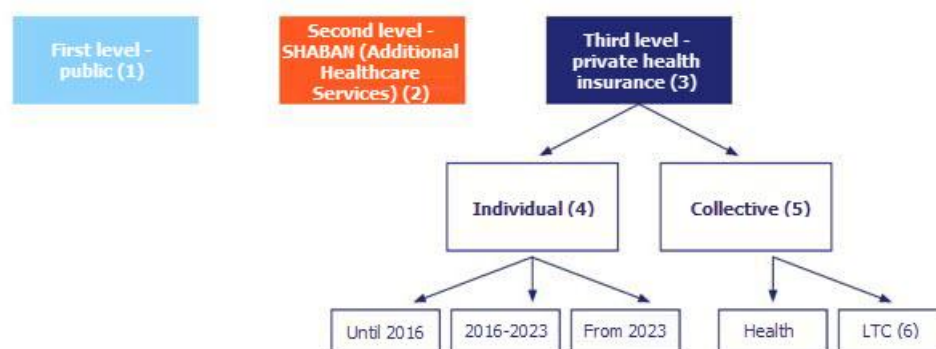 First level -
public (1)
Second level -
SHABAN (Additional
Healthcare
Services) (2)
Third level -
private health
insurance (3)
Individual (4)
Collective (5)
Until 2016
2016-2023
From 2023
Health
LTC (6)